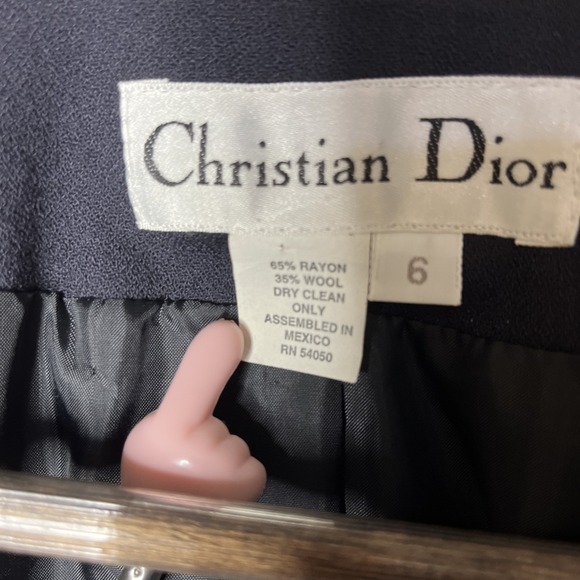 Christian Dior
65% RAYON
35% WOOL
DRY CLEAN
ONLY
ASSEMBLED IN
MEXICO
RN 54050
6